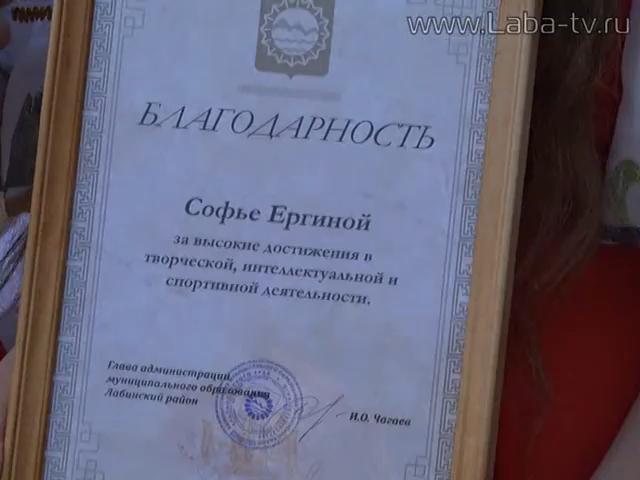 www.Laba-tv.ru
БЛАГОДАРНОСТЬ
Софье Ергиной
за высокие достижения в
творческой, интеллектуальной и
спортивной деятельности.
Глава администрации
муниципального образования
Лабинский район
И.О. Чагаев